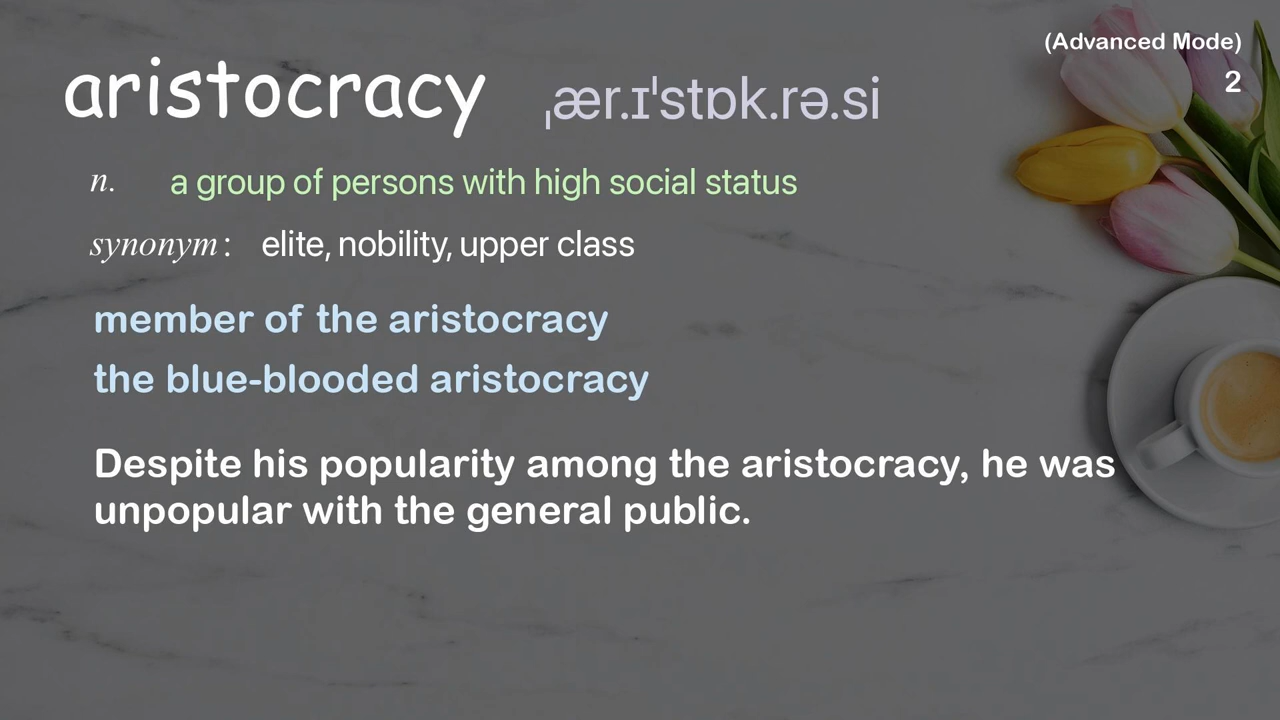 (Advanced Mode)
2
aristocracy ˌær.ɪˈstɒk.rə.si
n. a group of persons with high social status
synonym: elite, nobility, upper class
member of the aristocracy
the blue-blooded aristocracy
Despite his popularity among the aristocracy, he was
unpopular with the general public.